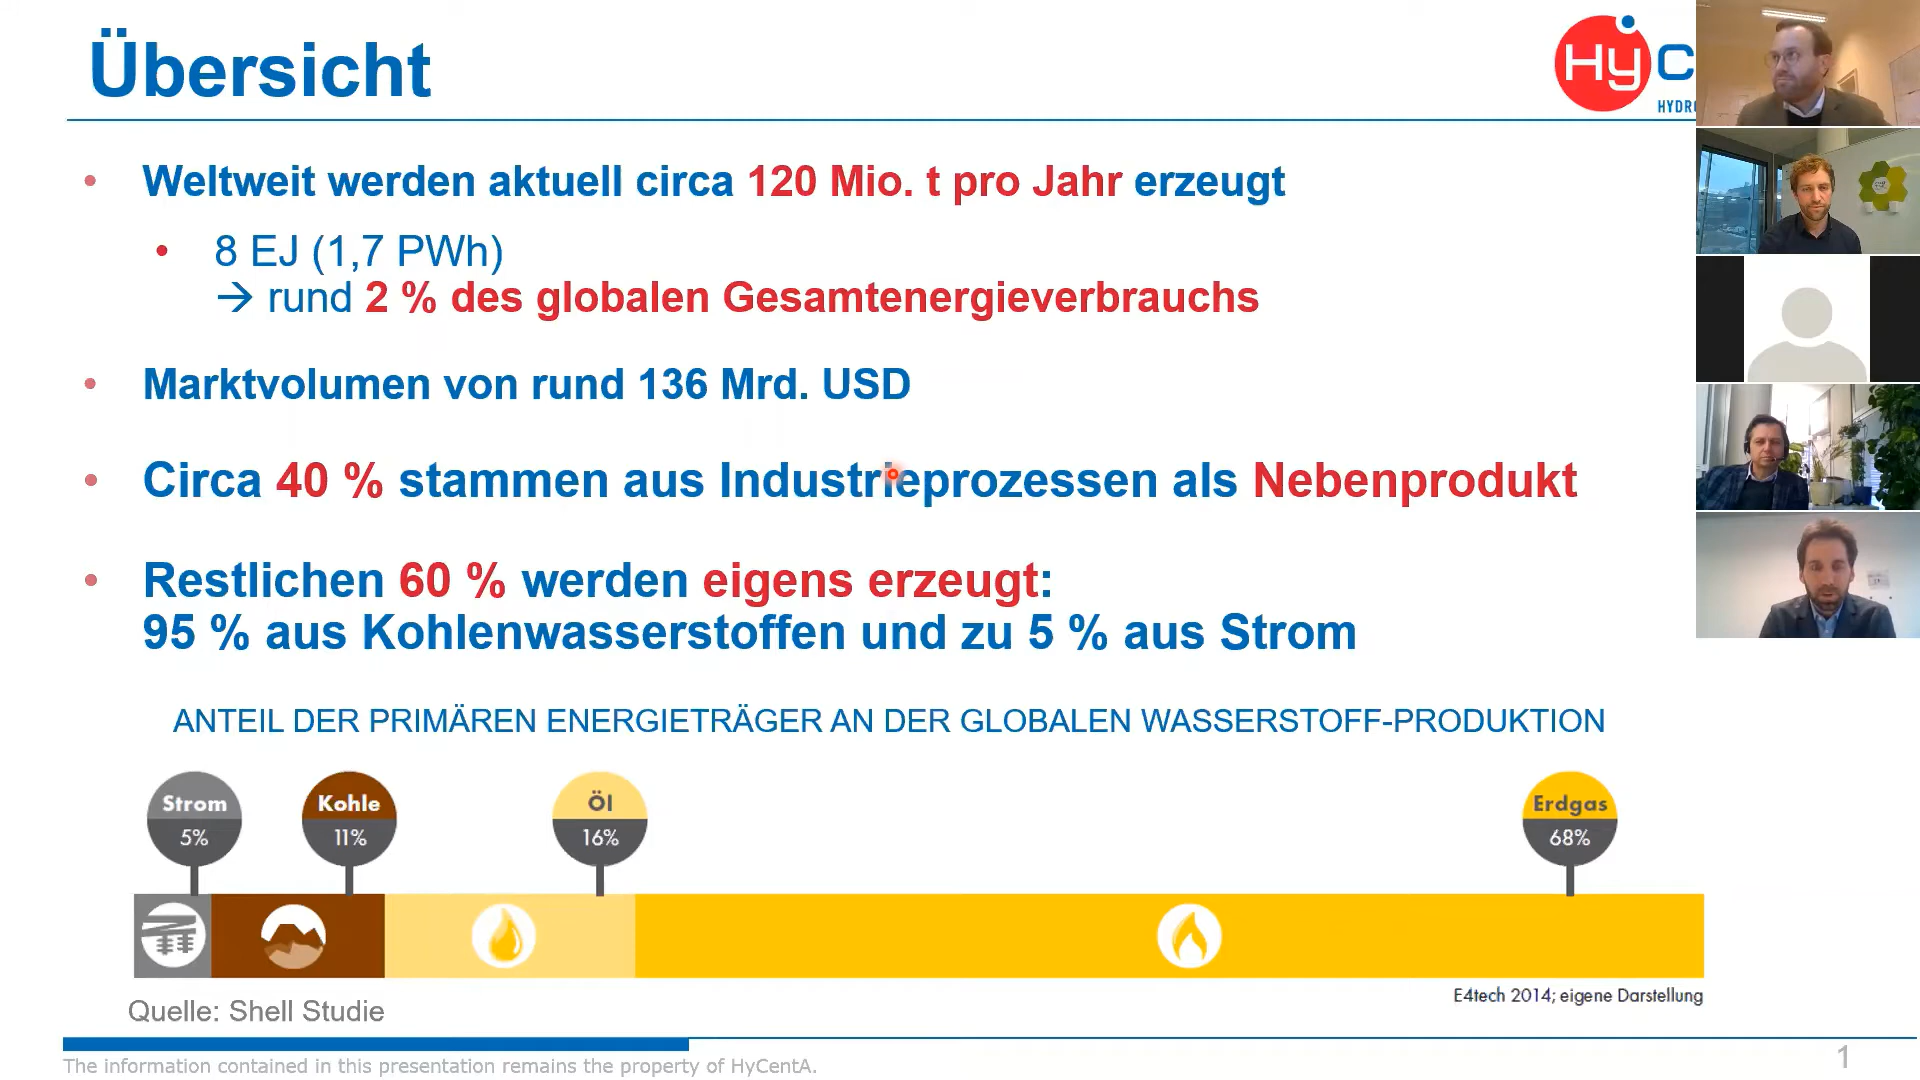 Übersicht
Hy C
HYDR
• Weltweit werden aktuell circa 120 Mio. t pro Jahr erzeugt
• 8 EJ (1,7 PWh)
→ rund 2 % des globalen Gesamtenergieverbrauchs
• Marktvolumen von rund 136 Mrd. USD
• Circa 40 % stammen aus Industrieprozessen als Nebenprodukt
• Restlichen 60 % werden eigens erzeugt:
95 % aus Kohlenwasserstoffen und zu 5 % aus Strom
ANTEIL DER PRIMÄREN ENERGIETRÄGER AN DER GLOBALEN WASSERSTOFF-PRODUKTION
Strom
5%
Kohle
11%
Öl
16%
Erdgas
68%
E4tech 2014; eigene Darstellung
Quelle: Shell Studie
The information contained in this presentation remains the property of HyCentA.
1